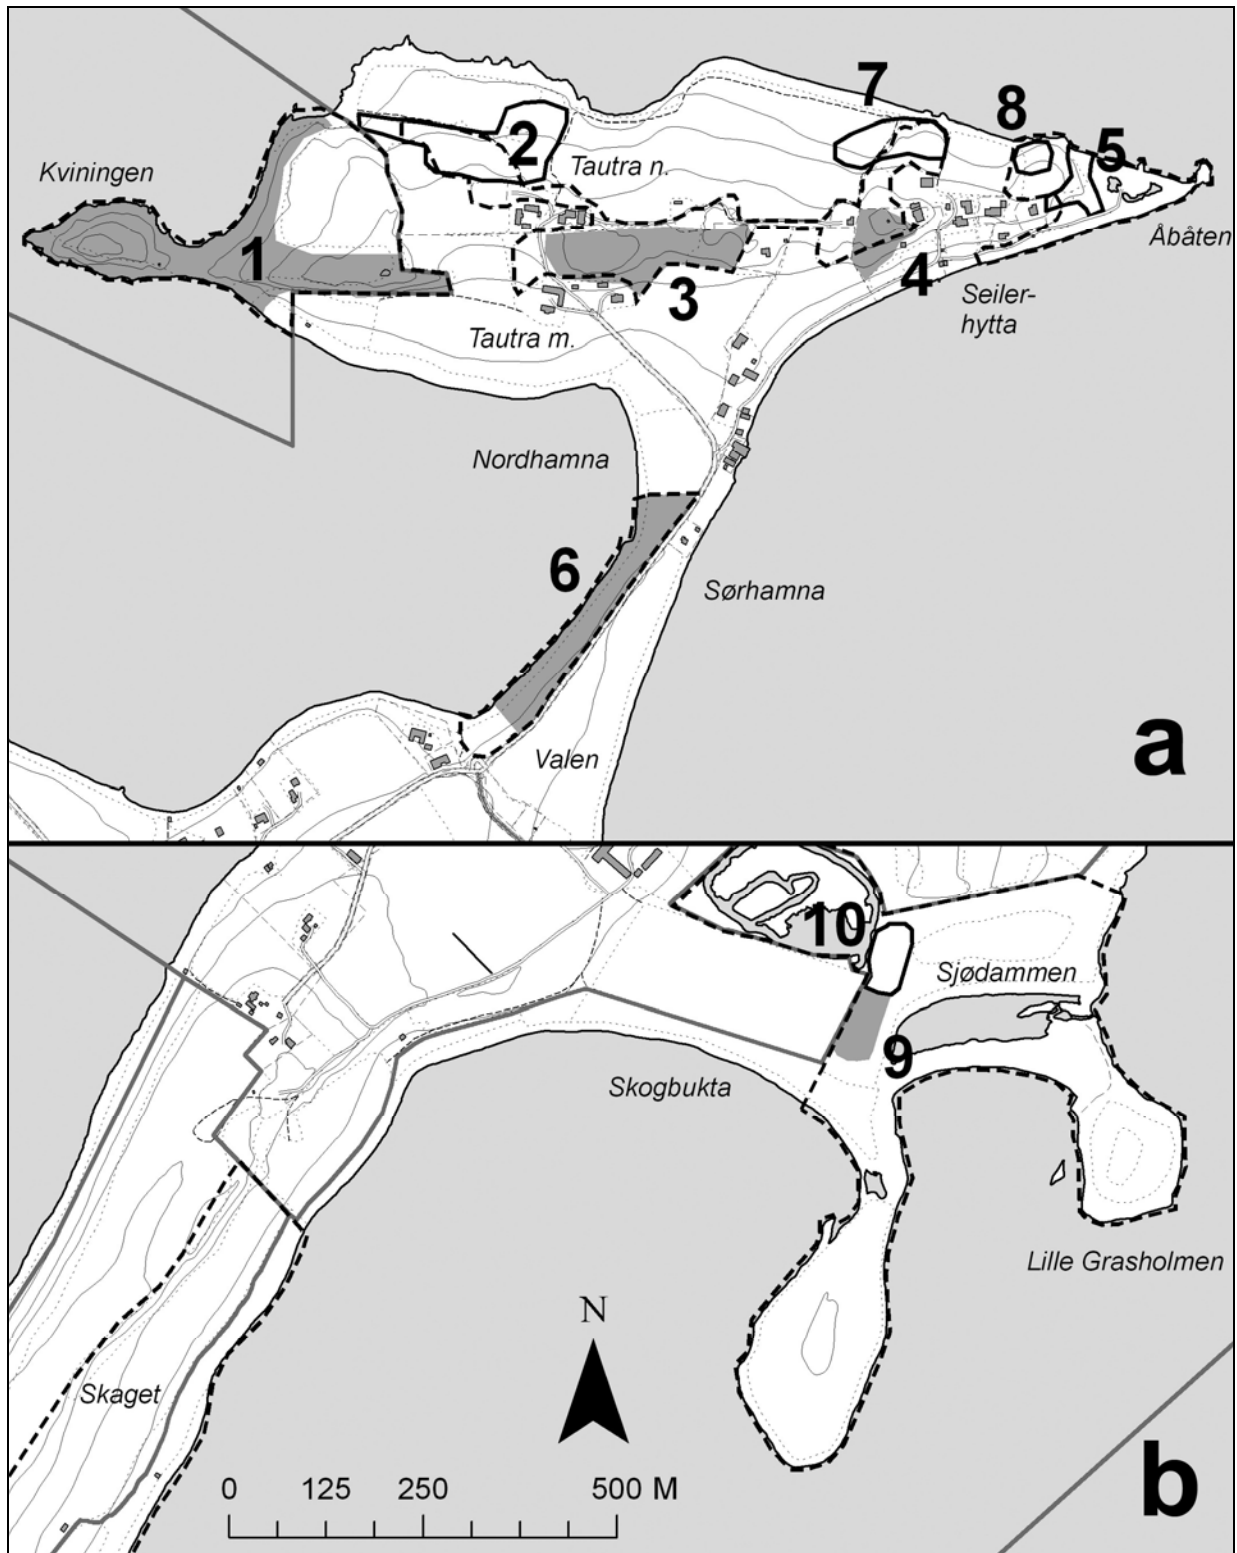 7
8
2
5
Kviningen
Tautra n.
1
Åbåten
4
3
Seiler-
hytta
Tautra m.
Nordhamna
6
Sørhamna
a
Valen
10
Sjødammen
9
Skogbukta
Lille Grasholmen
N
Skaget
b
0 125 250 500 M